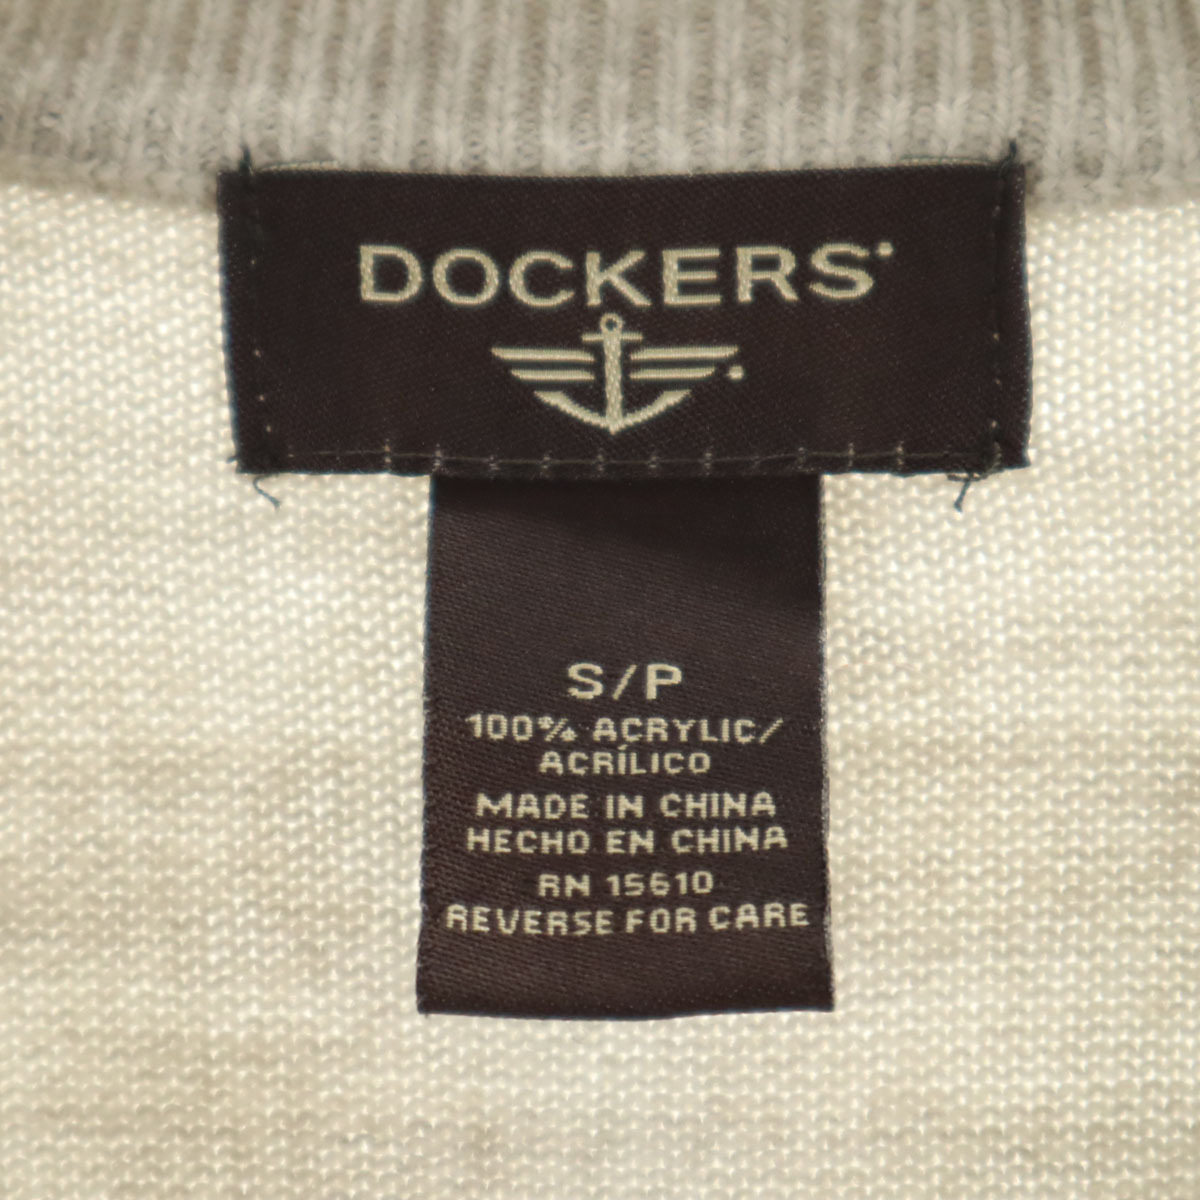 DOCKERS
S/P
100% ACRYLIC/
ACRÍLICO
MADE IN CHINA
HECHO EN CHINA
RN 15610
REVERSE FOR CARE